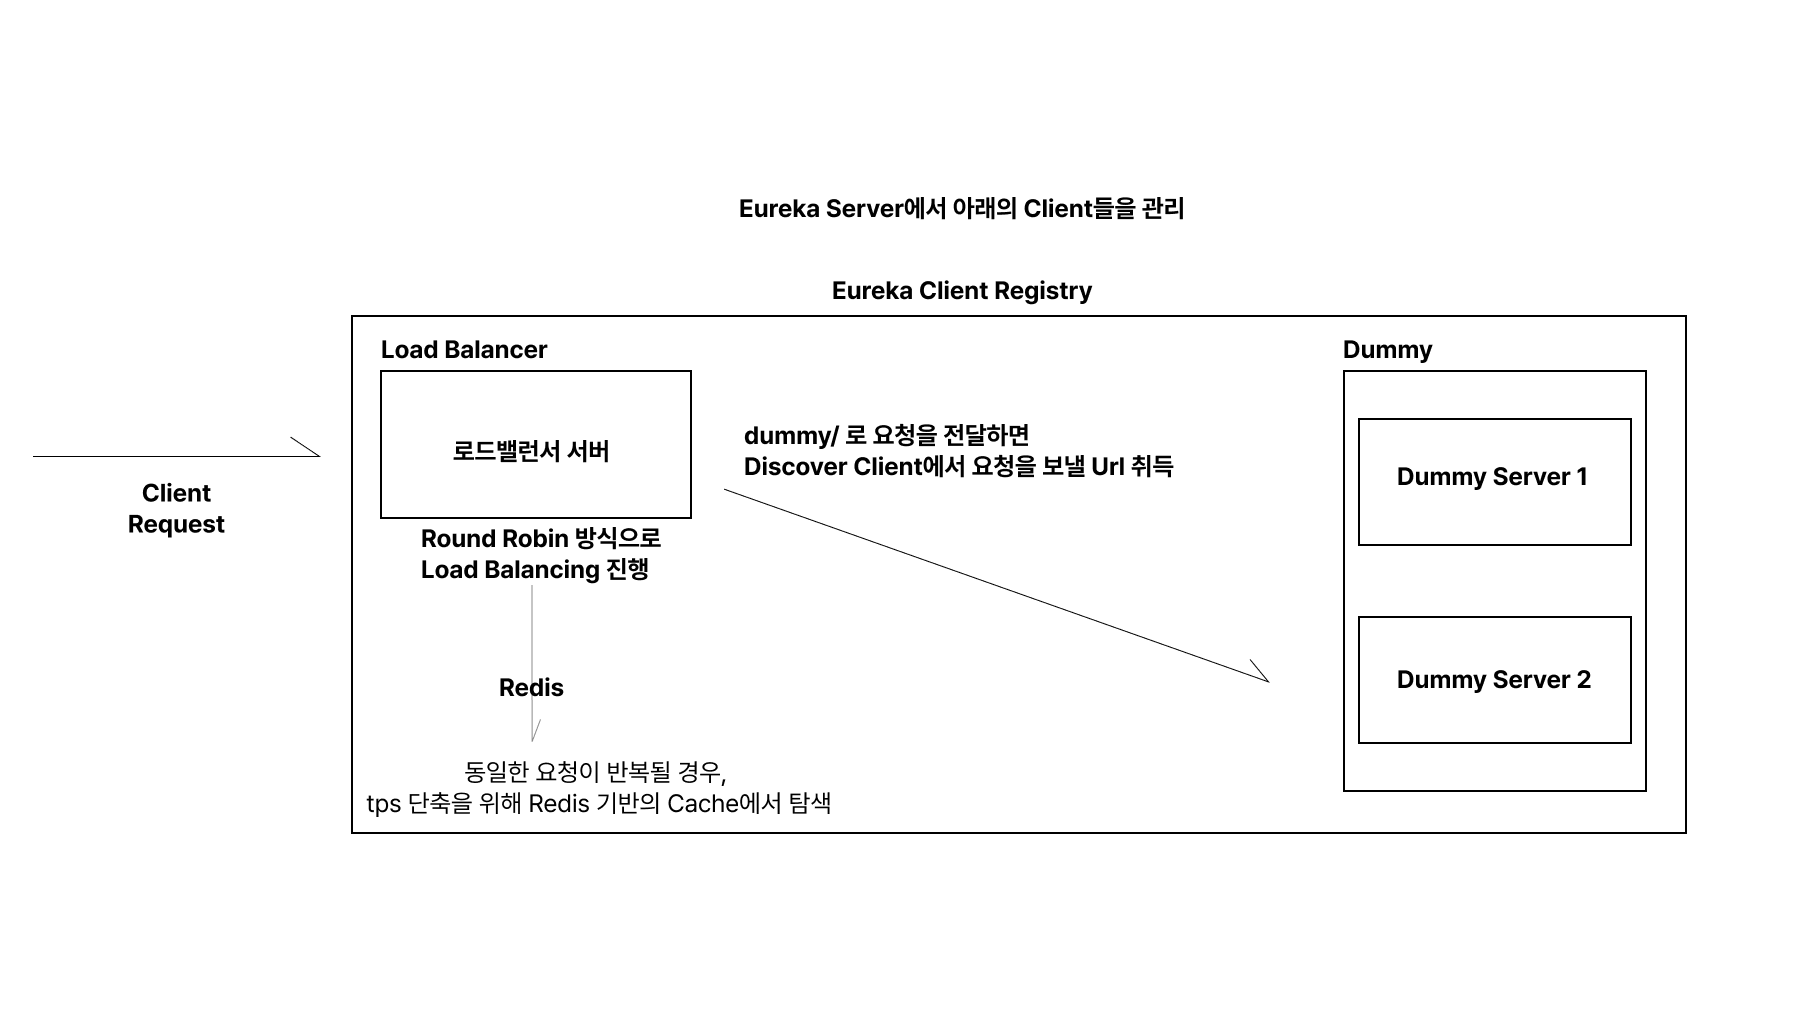 Eureka Server에서 아래의 Client들을 관리
Eureka Client Registry
Load Balancer
로드밸런서 서버
Round Robin 방식으로
Load Balancing 진행
Redis
동일한 요청이 반복될 경우,
tps 단축을 위해 Redis 기반의 Cache에서 탐색
Client
Request
dummy/ 로 요청을 전달하면
Discover Client에서 요청을 보낼 Url 취득
Dummy
Dummy Server 1
Dummy Server 2